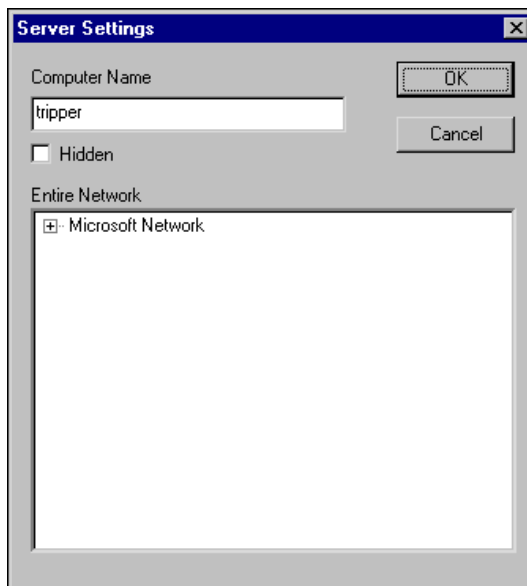 Server Settings
Computer Name
OK
tripper
Cancel
Hidden
Entire Network
Microsoft Network